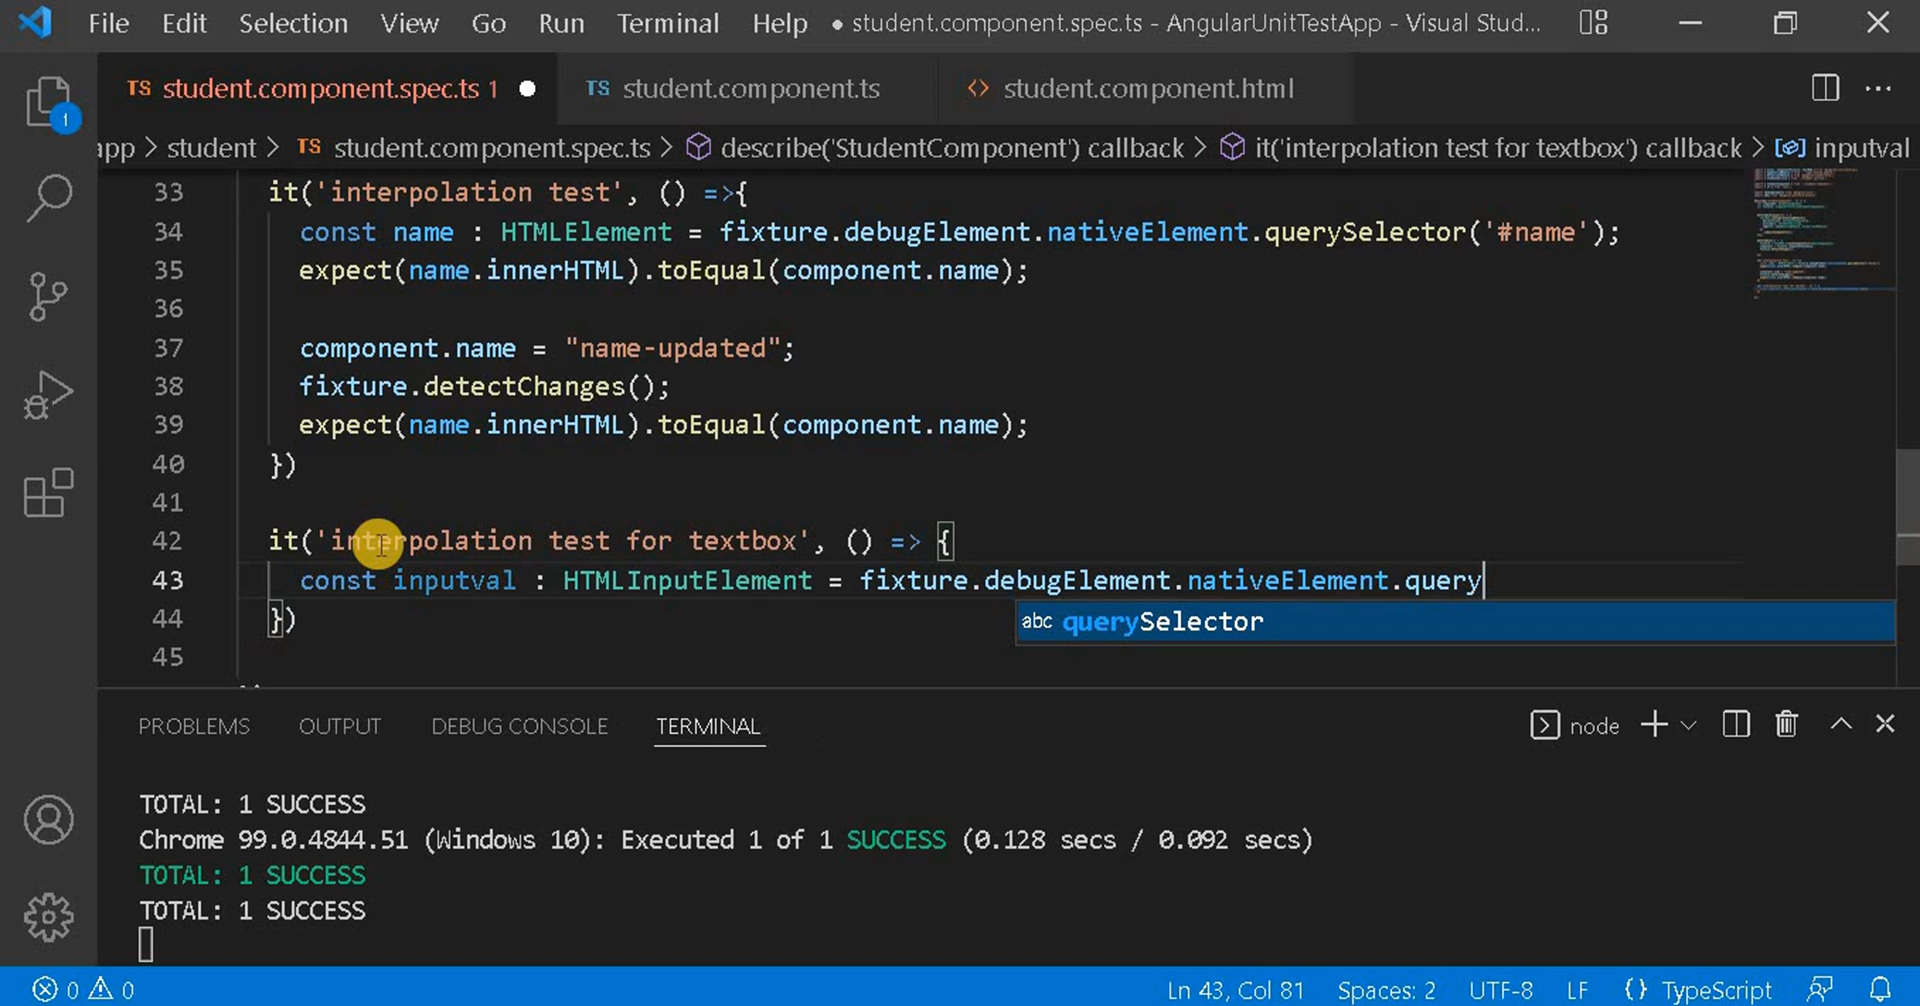 File Edit Selection View Go Run Terminal Help ● student.component.spec.ts - AngularUnitTestApp - Visual Stud...
TS student.component.spec.ts 1 ● TS student.component.ts <> student.component.html ...
1
app > student > TS student.component.spec.ts > describe('StudentComponent') callback > it('interpolation test for textbox') callback > inputval
33 it('interpolation test', () =>{
34 const name : HTMLElement = fixture.debugElement.nativeElement.querySelector('#name');
35 expect(name.innerHTML).toEqual(component.name);
36
37 component.name = "name-updated";
38 fixture.detectChanges();
39 expect(name.innerHTML).toEqual(component.name);
40 })
41
42 it('interpolation test for textbox', () => {
43 const inputval : HTMLInputElement = fixture.debugElement.nativeElement.query
44 })
abc querySelector
45
PROBLEMS OUTPUT DEBUG CONSOLE TERMINAL node
TOTAL: 1 SUCCESS
Chrome 99.0.4844.51 (Windows 10): Executed 1 of 1 SUCCESS (0.128 secs / 0.092 secs)
TOTAL: 1 SUCCESS
TOTAL: 1 SUCCESS
0 0 Ln 43, Col 81 Spaces: 2 UTF-8 LF {} TypeScript